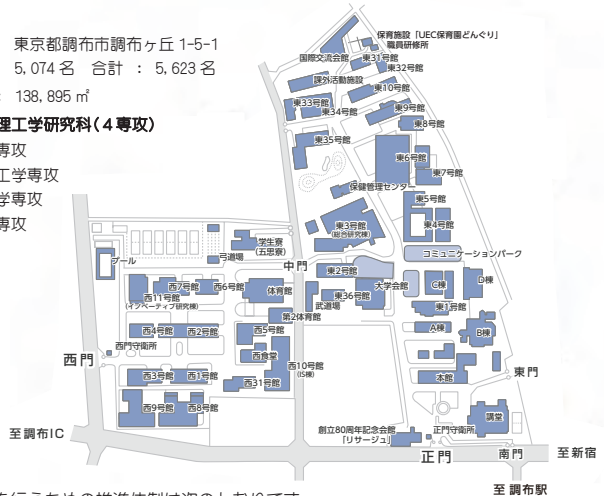 東京都調布市調布ヶ丘 1-5-1
5,074 名 合計 : 5,623 名
: 138,895 ㎡
理工学研究科(4専攻)
専攻
工学専攻
学専攻
専攻
保育施設「UEC保育園どんぐり」
職員研修所
国際交流会館
東31号館
東32号館
課外活動施設
東10号館
東33号館
東34号館
東9号館
東8号館
東35号館
東6号館
東7号館
保健管理センター
東5号館
東3号館
(総合研究棟)
東4号館
学生寮
(五思寮)
弓道場
プール
中門
コミュニケーションパーク
東2号館
大学会館
C棟
D棟
西7号館
西6号館
体育館
西11号館
(イノベーティブ研究棟)
武道場
東36号館
東1号館
第2体育館
A棟
B棟
西4号館
西2号館
西5号館
西門守衛所
西食堂
西門
西10号館
(IS棟)
東門
西3号館
西1号館
西31号館
本館
西9号館
西8号館
講堂
創立80周年記念会館
「リサージュ」
正門守衛所
至調布IC
正門
南門
至新宿
至 調布駅